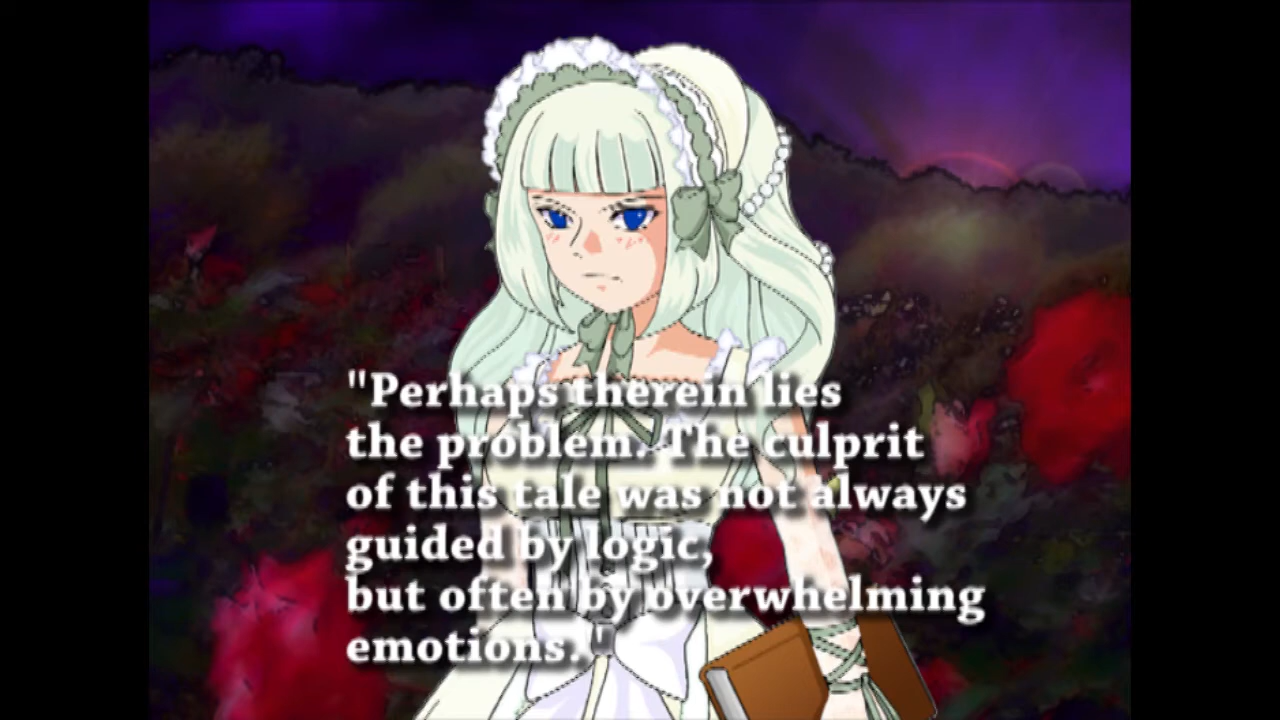 "Perhaps therein lies
the problem. The culprit
of this tale was not always
guided by logic,
but often by overwhelming
emotions."